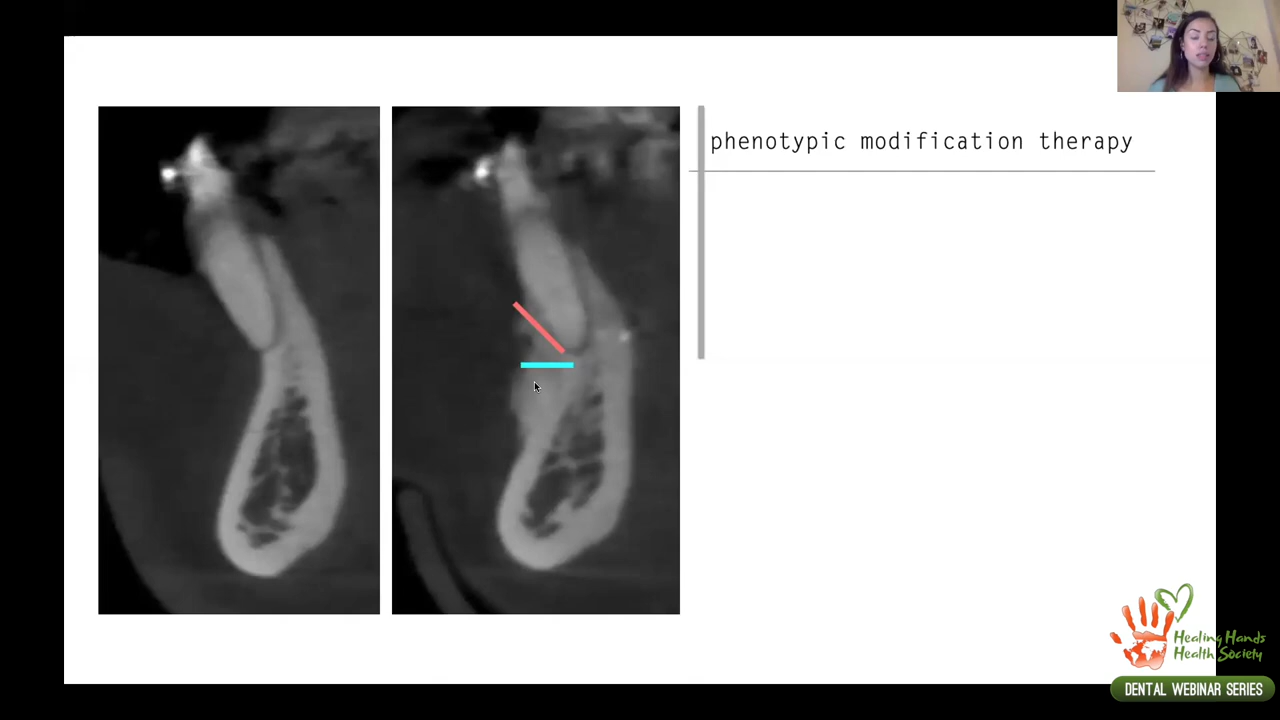 phenotypic modification therapy
Healing Hands
Health Society
DENTAL WEBINAR SERIES